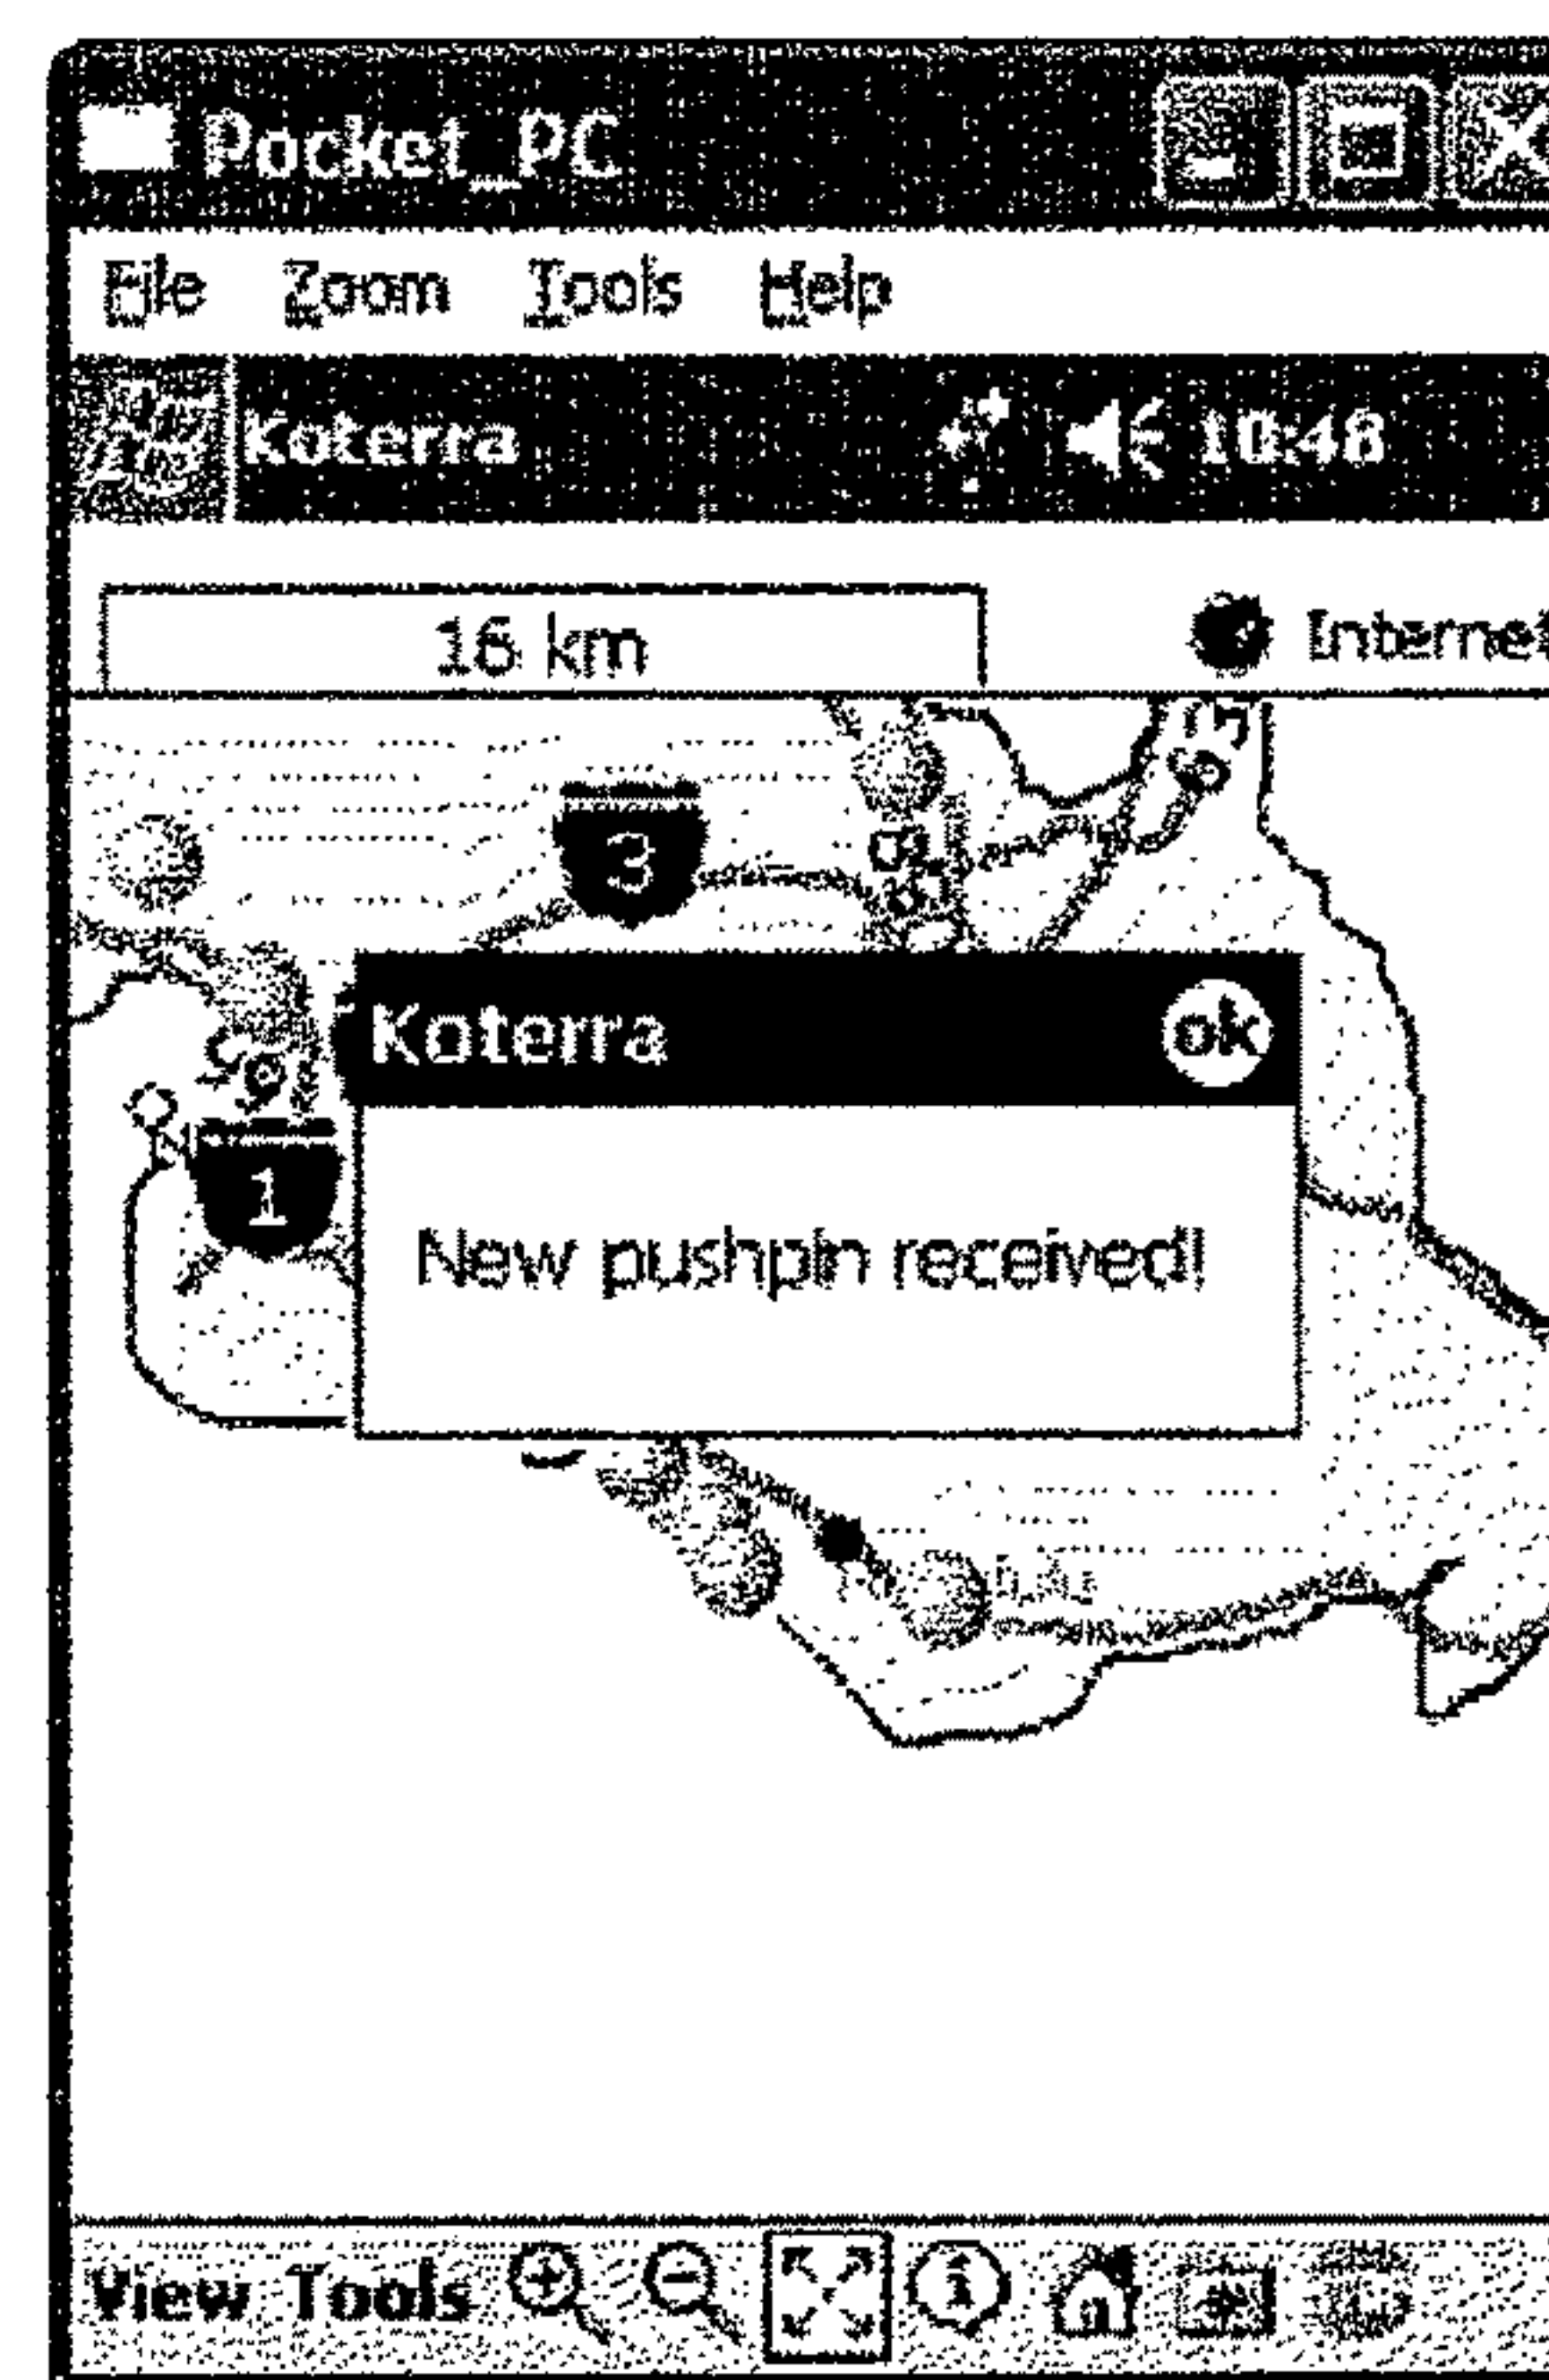 Pocket_PC
File Zoom Tools Help
Koterra 10:48
16 km Internet
63
3
Koterra ok
1
New pushpin received!
View Tools